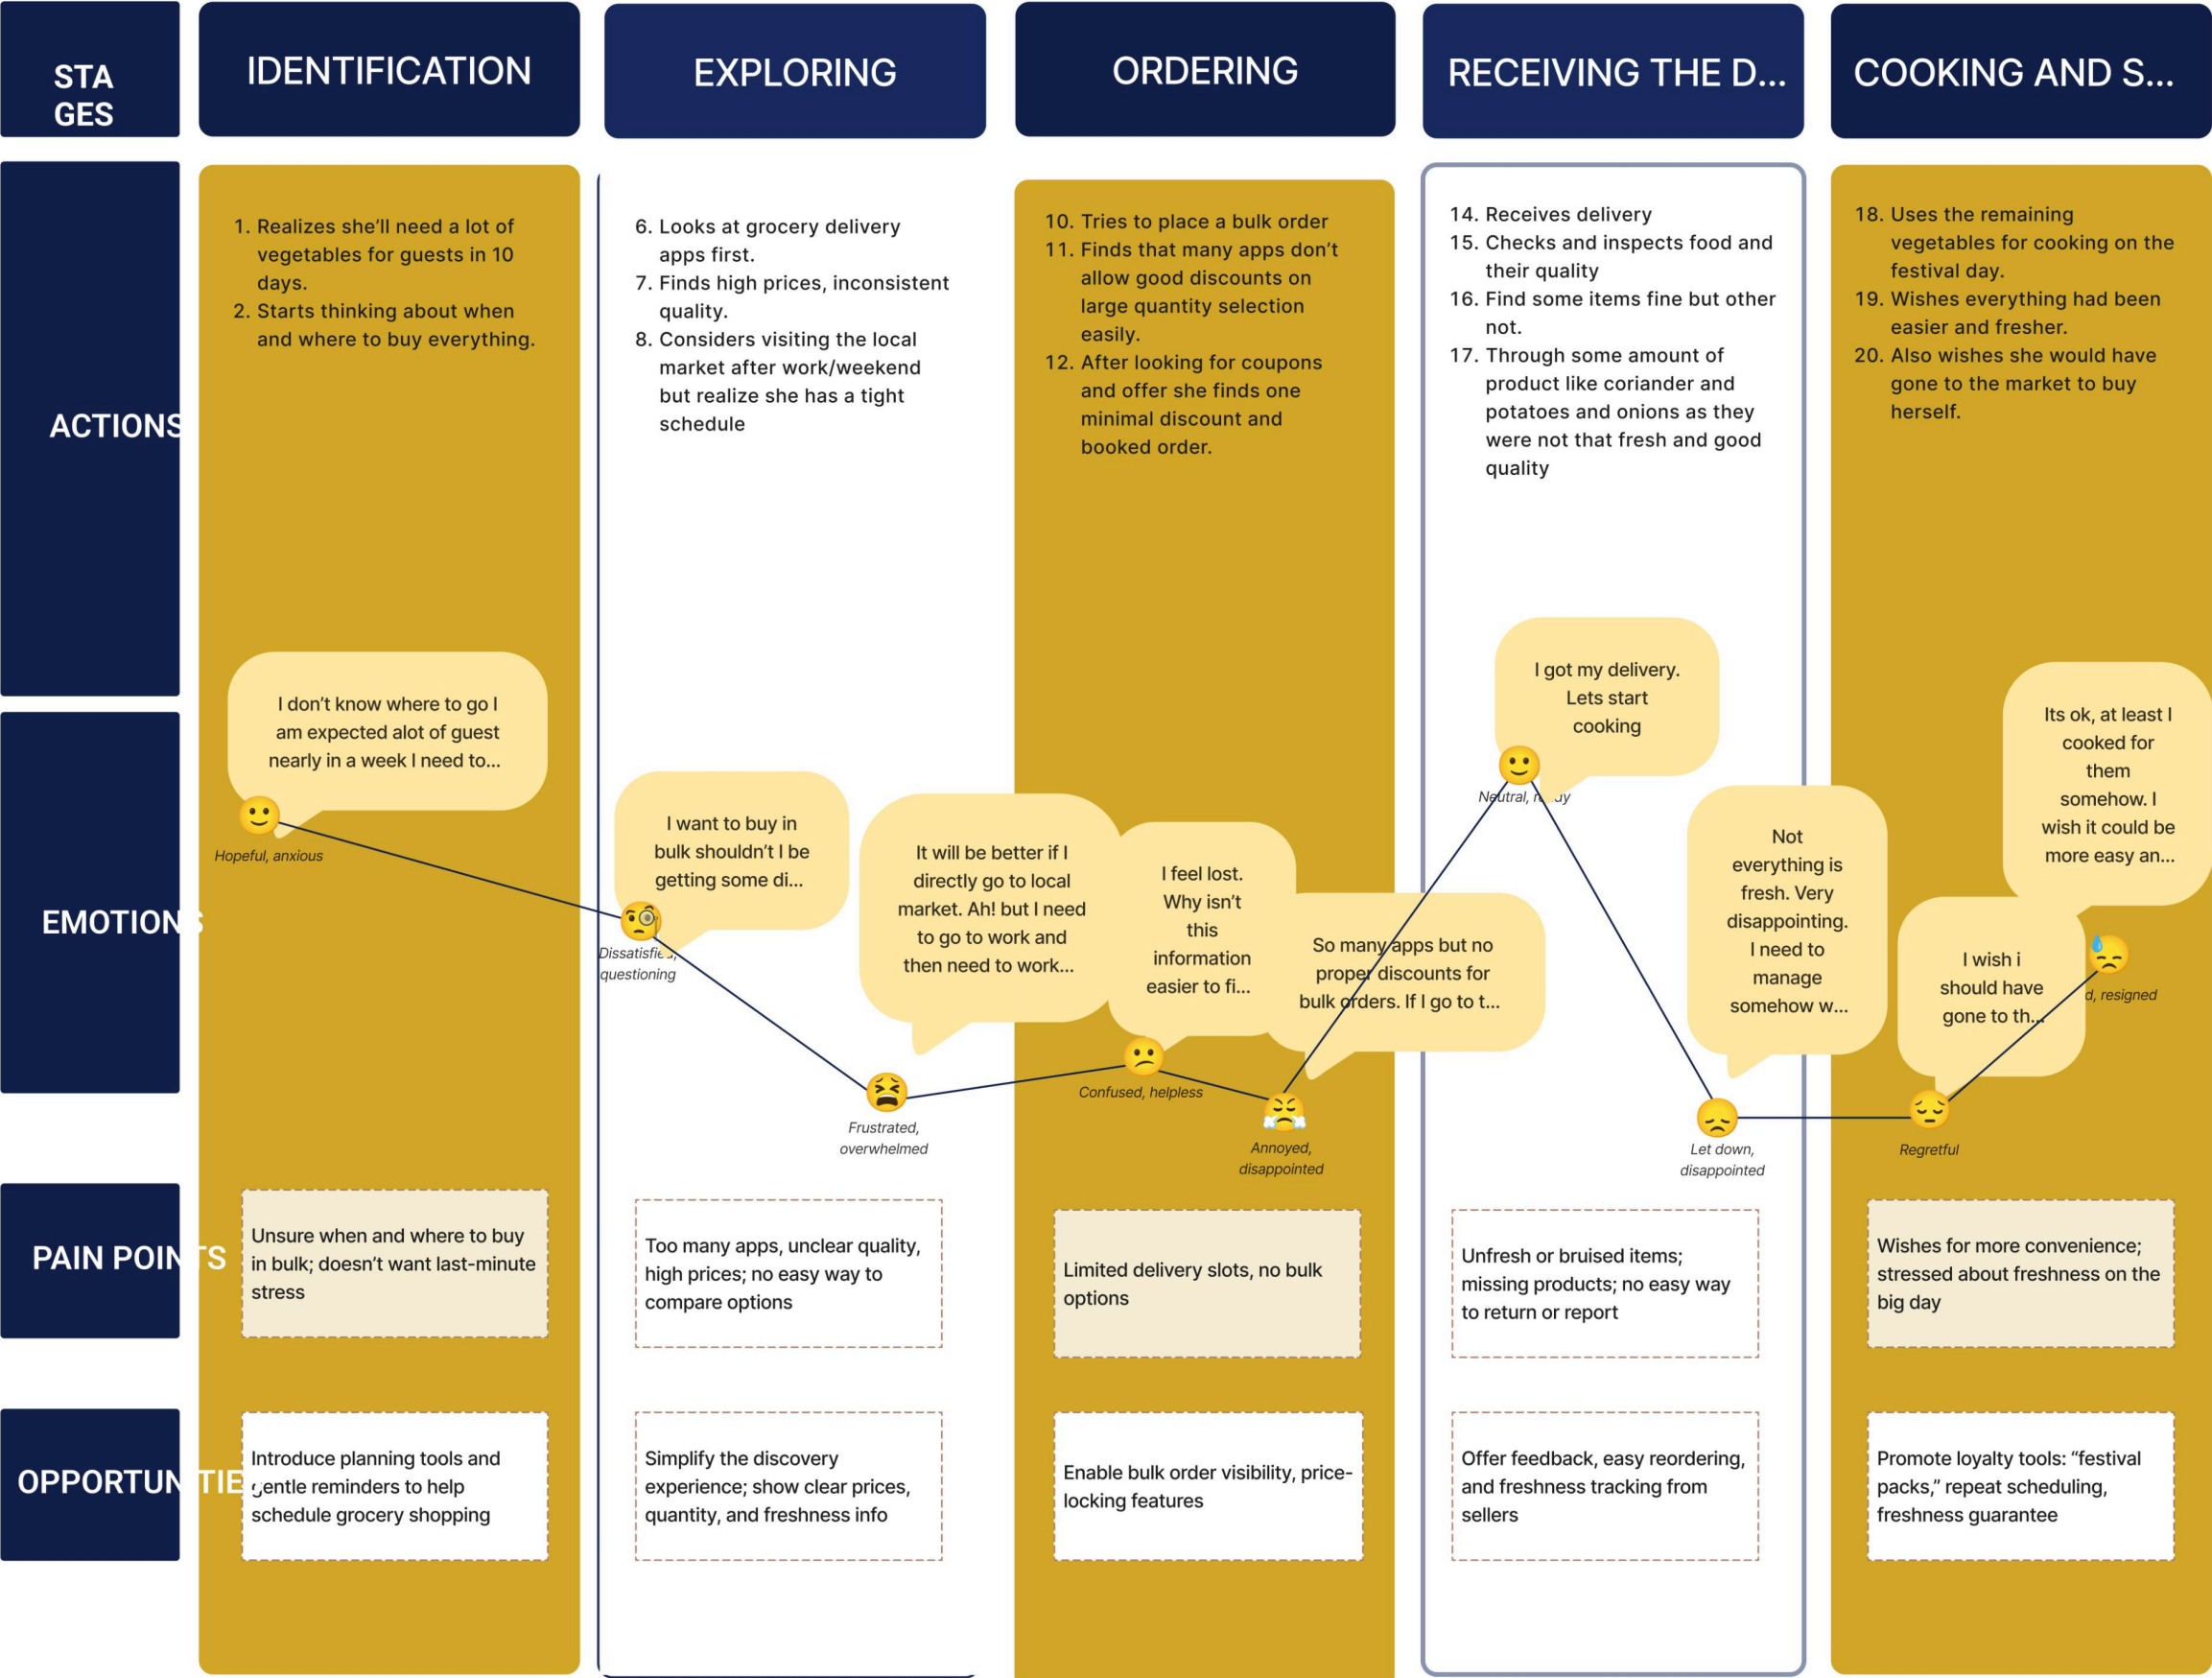 STA
GES
IDENTIFICATION
EXPLORING
ORDERING
RECEIVING THE D...
COOKING AND S...
ACTIONS
1. Realizes she’ll need a lot of
vegetables for guests in 10
days.
2. Starts thinking about when
and where to buy everything.
6. Looks at grocery delivery
apps first.
7. Finds high prices, inconsistent
quality.
8. Considers visiting the local
market after work/weekend
but realize she has a tight
schedule
10. Tries to place a bulk order
11. Finds that many apps don’t
allow good discounts on
large quantity selection
easily.
12. After looking for coupons
and offer she finds one
minimal discount and
booked order.
14. Receives delivery
15. Checks and inspects food and
their quality
16. Find some items fine but other
not.
17. Through some amount of
product like coriander and
potatoes and onions as they
were not that fresh and good
quality
18. Uses the remaining
vegetables for cooking on the
festival day.
19. Wishes everything had been
easier and fresher.
20. Also wishes she would have
gone to the market to buy
herself.
EMOTIONS
I don’t know where to go I
am expected alot of guest
nearly in a week I need to...
Hopeful, anxious
I want to buy in
bulk shouldn’t I be
getting some di...
Dissatisfied,
questioning
It will be better if I
directly go to local
market. Ah! but I need
to go to work and
then need to work...
Frustrated,
overwhelmed
I feel lost.
Why isn’t
this
information
easier to fi...
Confused, helpless
So many apps but no
proper discounts for
bulk orders. If I go to t...
Annoyed,
disappointed
I got my delivery.
Lets start
cooking
Neutral,
Not
everything is
fresh. Very
disappointing.
I need to
manage
somehow w...
Let down,
disappointed
I wish i
should have
gone to th...
Regretful
Its ok, at least I
cooked for
them
somehow. I
wish it could be
more easy an...
resigned
PAIN POINTS
Unsure when and where to buy
in bulk; doesn’t want last-minute
stress
Too many apps, unclear quality,
high prices; no easy way to
compare options
Limited delivery slots, no bulk
options
Unfresh or bruised items;
missing products; no easy way
to return or report
Wishes for more convenience;
stressed about freshness on the
big day
OPPORTUNITIES
Introduce planning tools and
gentle reminders to help
schedule grocery shopping
Simplify the discovery
experience; show clear prices,
quantity, and freshness info
Enable bulk order visibility, price-
locking features
Offer feedback, easy reordering,
and freshness tracking from
sellers
Promote loyalty tools: “festival
packs,” repeat scheduling,
freshness guarantee